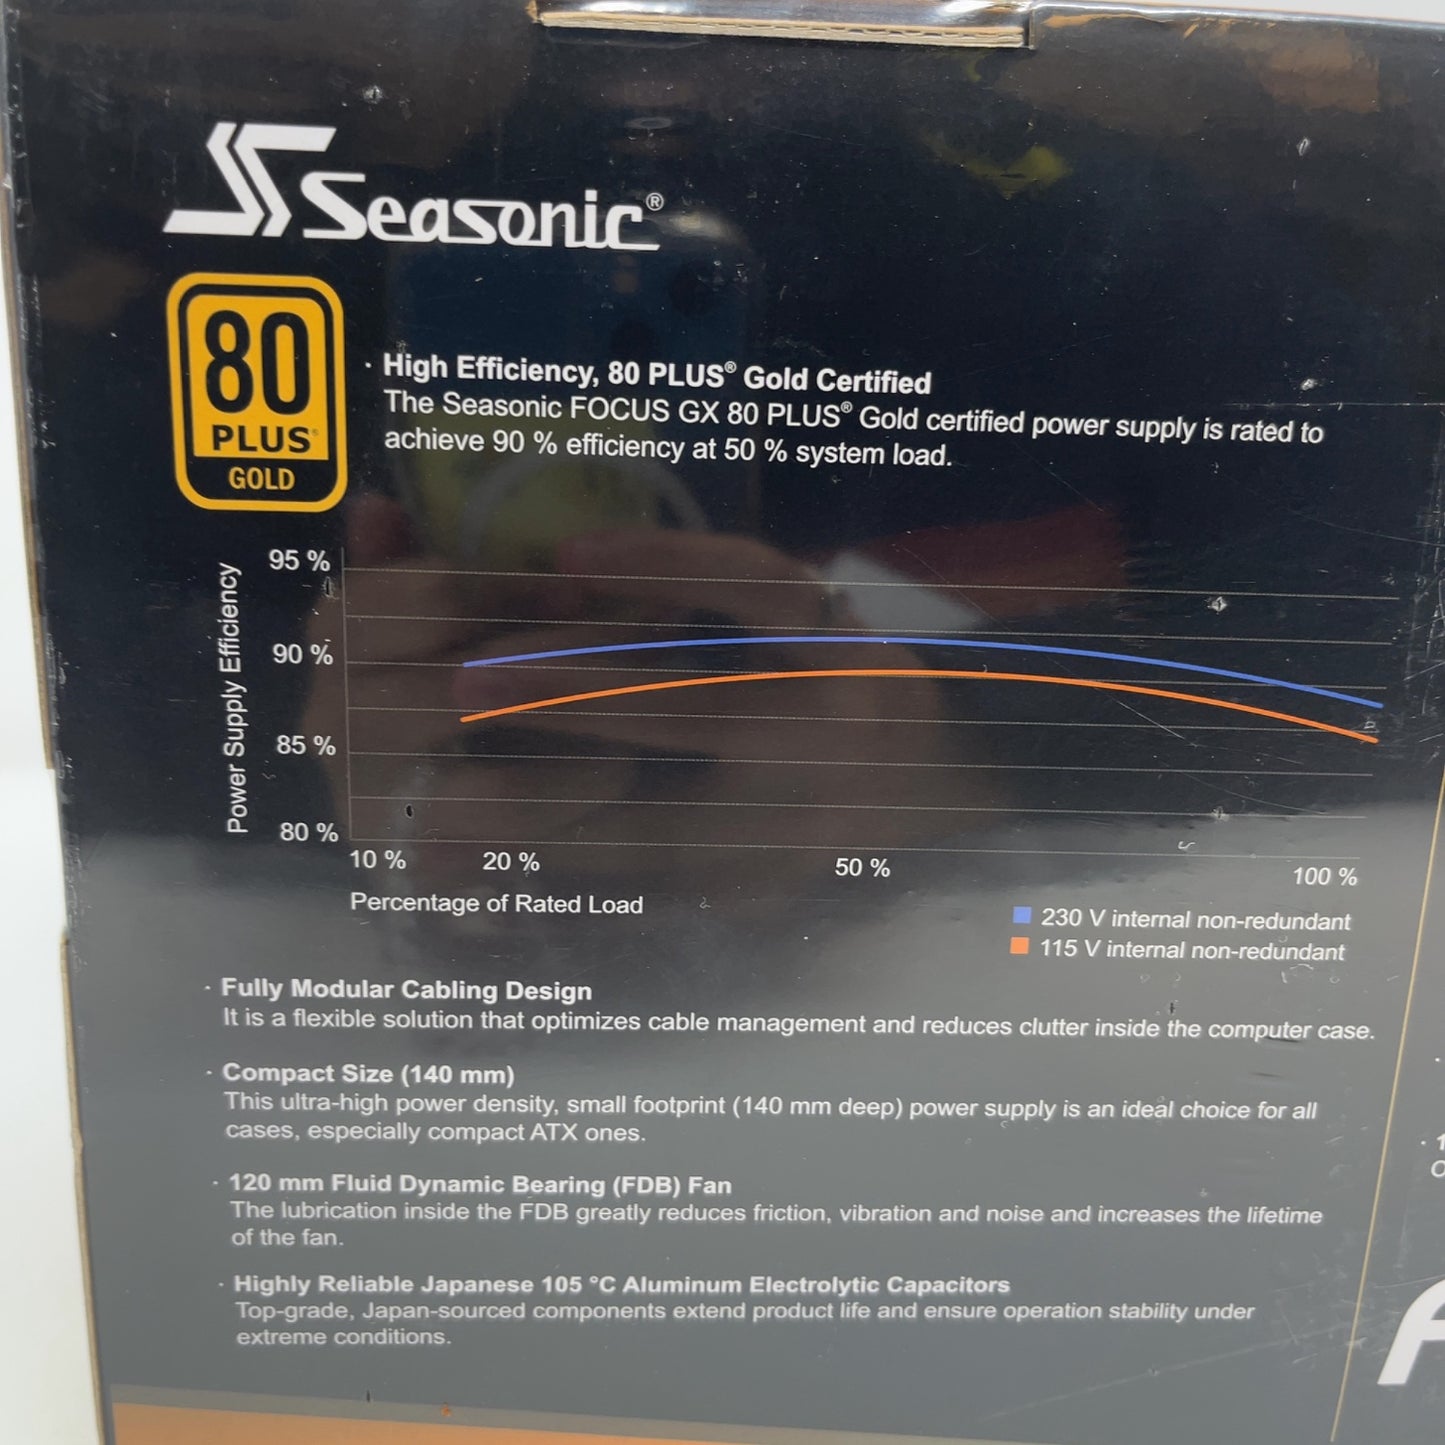 Seasonic®
80
PLUS®
GOLD
· High Efficiency, 80 PLUS® Gold Certified
The Seasonic FOCUS GX 80 PLUS® Gold certified power supply is rated to
achieve 90 % efficiency at 50 % system load.
Power Supply Efficiency
95 %
90 %
85 %
80 %
10 % 20 % 50 % 100 %
Percentage of Rated Load
230 V internal non-redundant
115 V internal non-redundant
· Fully Modular Cabling Design
It is a flexible solution that optimizes cable management and reduces clutter inside the computer case.
· Compact Size (140 mm)
This ultra-high power density, small footprint (140 mm deep) power supply is an ideal choice for all
cases, especially compact ATX ones.
· 120 mm Fluid Dynamic Bearing (FDB) Fan
The lubrication inside the FDB greatly reduces friction, vibration and noise and increases the lifetime
of the fan.
· Highly Reliable Japanese 105 °C Aluminum Electrolytic Capacitors
Top-grade, Japan-sourced components extend product life and ensure operation stability under
extreme conditions.